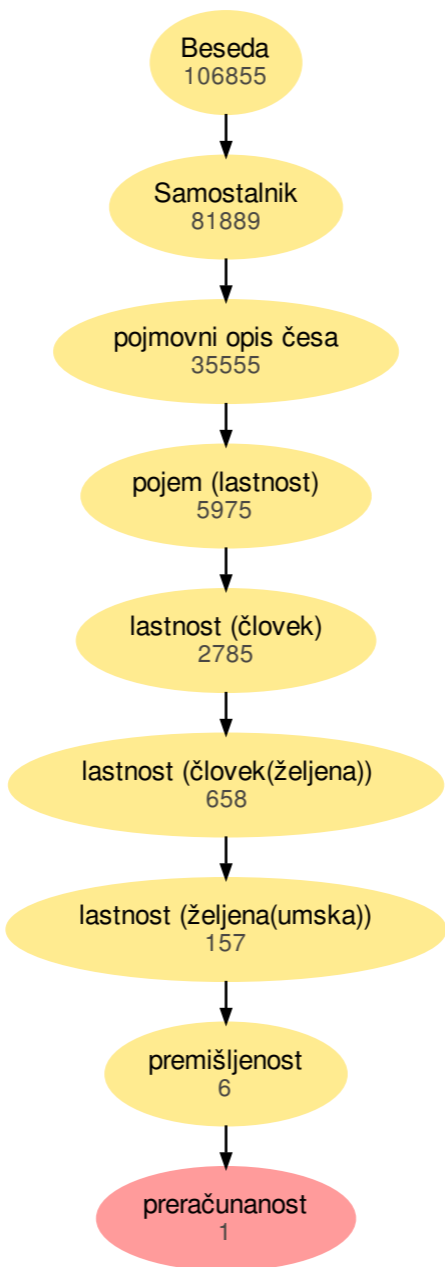 Beseda
106855
Samostalnik
81889
pojmovni opis česa
35555
pojem (lastnost)
5975
lastnost (človek)
2785
lastnost (človek(željena))
658
lastnost (željena(umska))
157
premišljenost
6
preračunanost
1